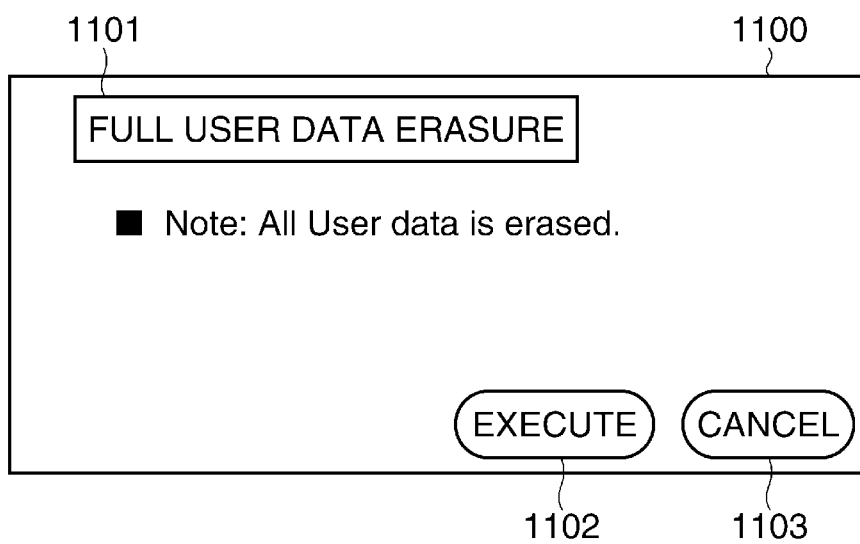 1101 1100
FULL USER DATA ERASURE
■ Note: All User data is erased.
EXECUTE CANCEL
1102 1103